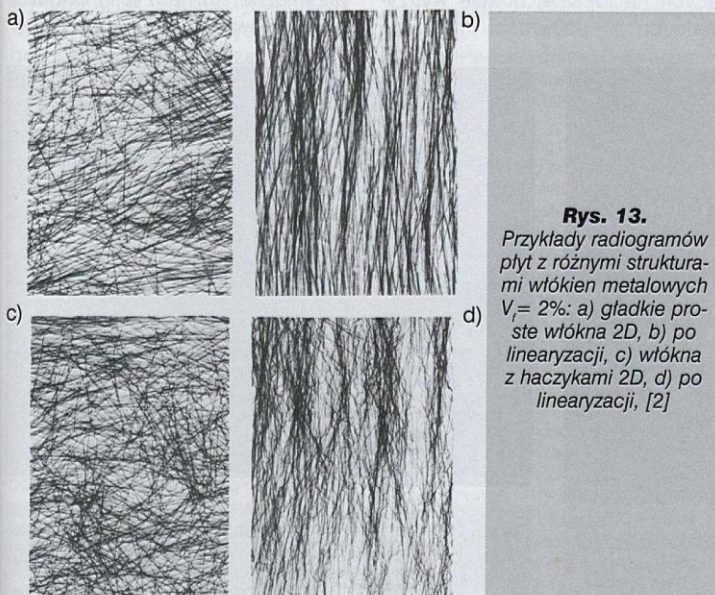 a)
b)
c)
d)
Rys. 13.
Przykłady radiogramów
płyt z różnymi struktura-
mi włókien metalowych
V_f= 2%: a) gładkie pro-
ste włókna 2D, b) po
linearyzacji, c) włókna
z haczykami 2D, d) po
linearyzacji, [2]